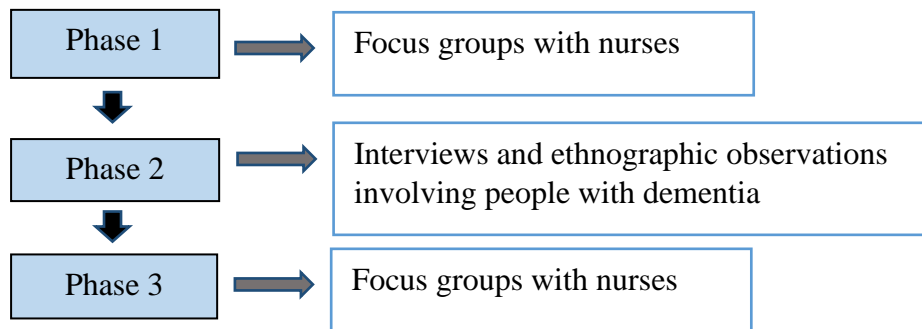 Phase 1
Focus groups with nurses
Phase 2
Interviews and ethnographic observations
involving people with dementia
Phase 3
Focus groups with nurses